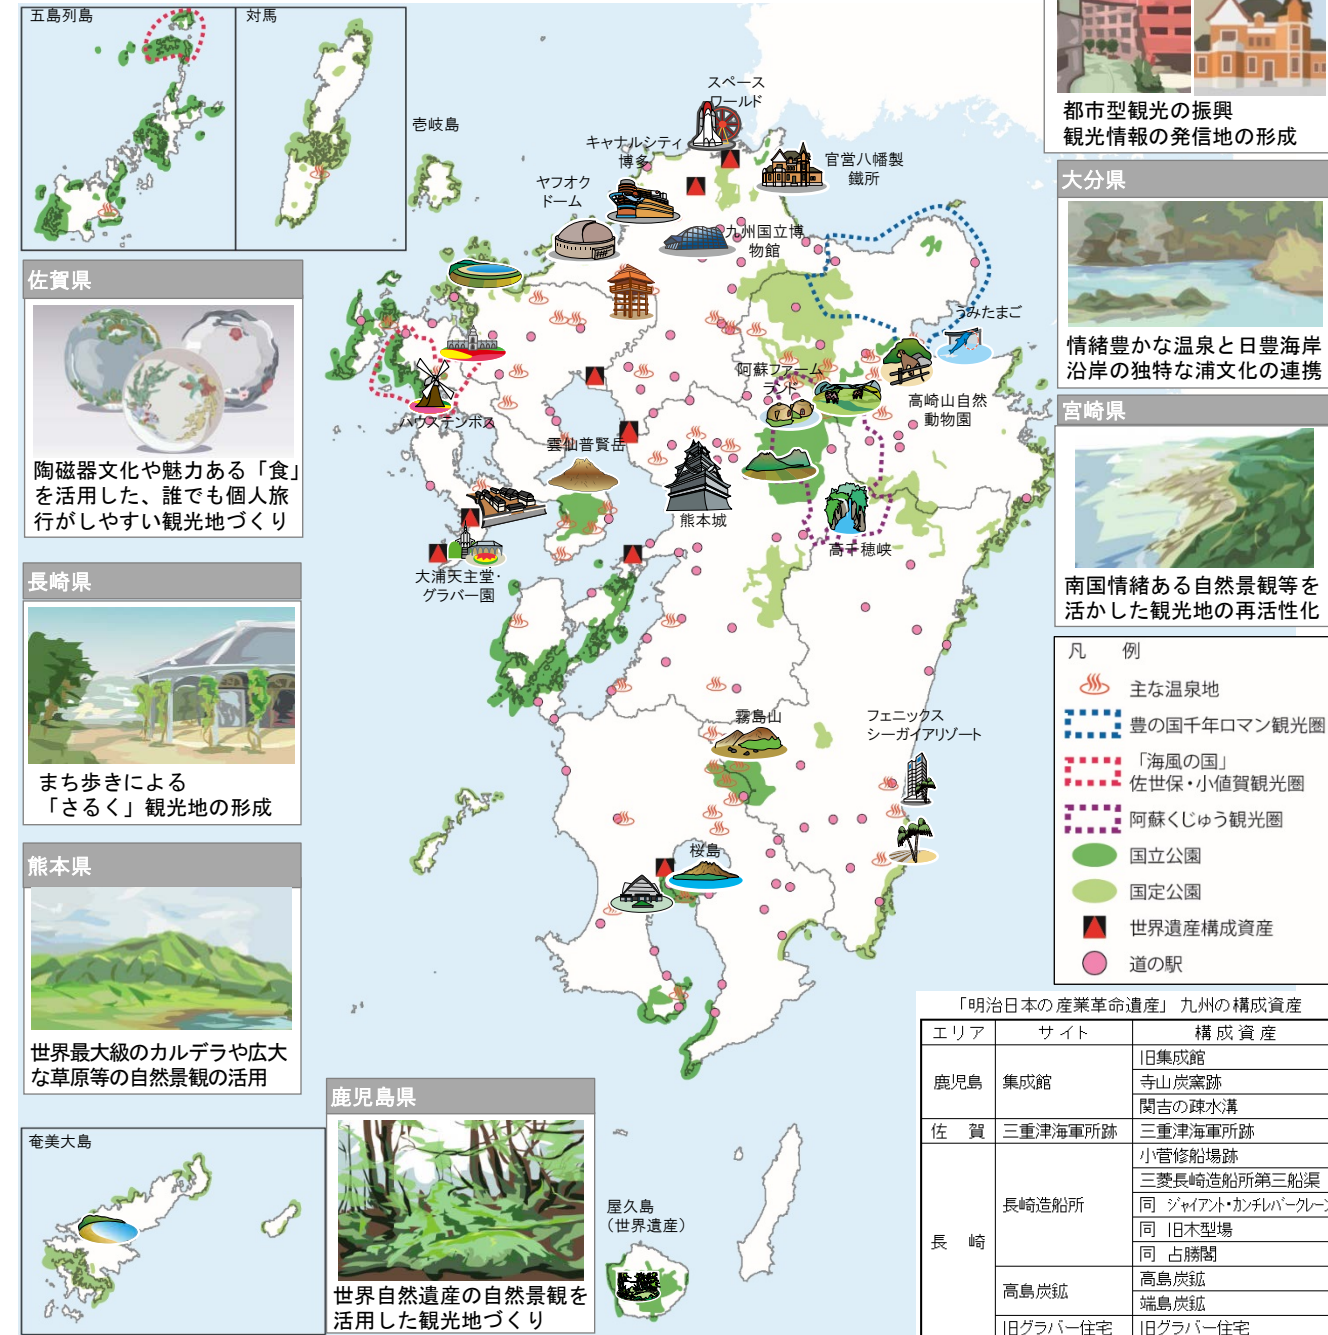 五島列島
対馬
壱岐島
スペース
ワールド
キャナルシティ
博多
ヤフオク
ドーム
官営八幡製
鐵所
九州国立博
物館
うみたまご
阿蘇ファーム
ランド
高崎山自然
動物園
ハウステンボス
雲仙普賢岳
熊本城
高千穂峡
大浦天主堂・
グラバー園
霧島山
フェニックス
シーガイアリゾート
桜島
屋久島
（世界遺産）
奄美大島
佐賀県
陶磁器文化や魅力ある「食」
を活用した、誰でも個人旅
行がしやすい観光地づくり
長崎県
まち歩きによる
「さるく」観光地の形成
熊本県
世界最大級のカルデラや広大
な草原等の自然景観の活用
鹿児島県
世界自然遺産の自然景観を
活用した観光地づくり
都市型観光の振興
観光情報の発信地の形成
大分県
情緒豊かな温泉と日豊海岸
沿岸の独特な浦文化の連携
宮崎県
南国情緒ある自然景観等を
活かした観光地の再活性化
凡　例
主な温泉地
豊の国千年ロマン観光圏
「海風の国」
佐世保・小値賀観光圏
阿蘇くじゅう観光圏
国立公園
国定公園
世界遺産構成資産
道の駅
「明治日本の産業革命遺産」九州の構成資産
エリア　サイト　構成資産
鹿児島　集成館　旧集成館
寺山炭窯跡
関吉の疎水溝
佐　賀　三重津海軍所跡　三重津海軍所跡
長　崎　長崎造船所　小菅修船場跡
三菱長崎造船所第三船渠
同　ジャイアント・カンチレバークレーン
同　旧木型場
同　占勝閣
高島炭鉱　高島炭鉱
端島炭鉱
旧グラバー住宅　旧グラバー住宅